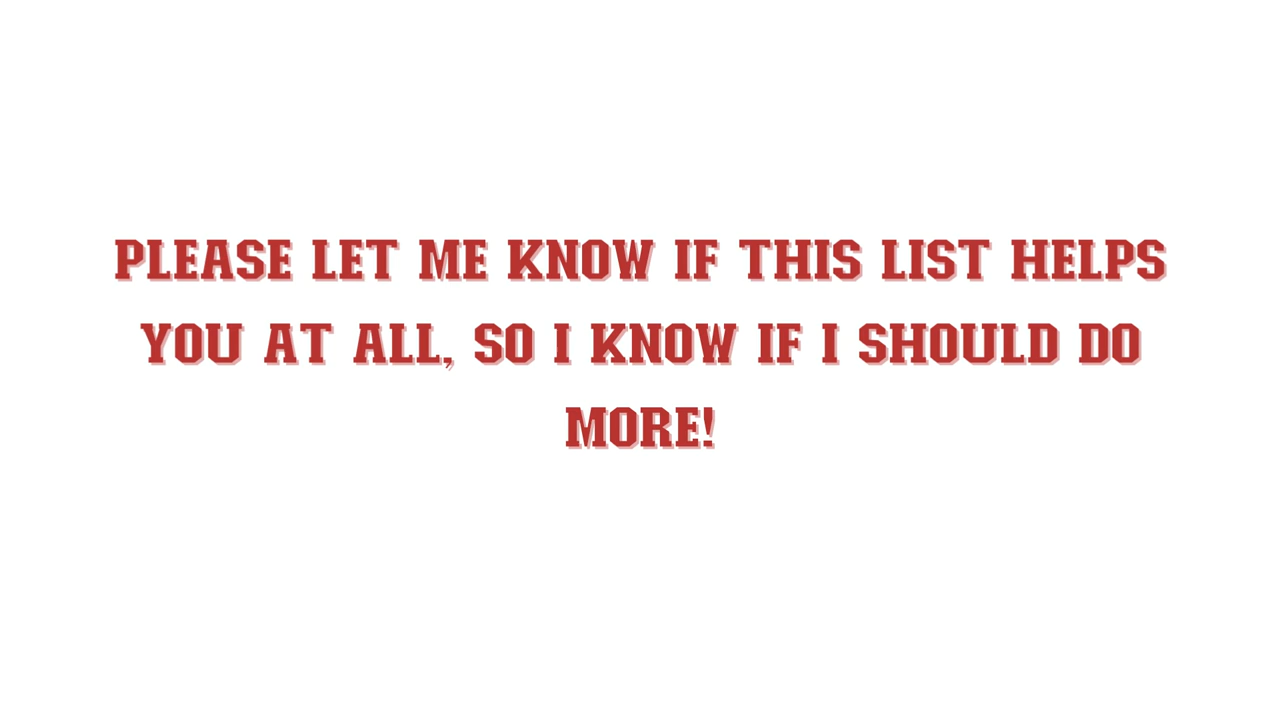 PLEASE LET ME KNOW IF THIS LIST HELPS
YOU AT ALL, SO I KNOW IF I SHOULD DO
MORE!